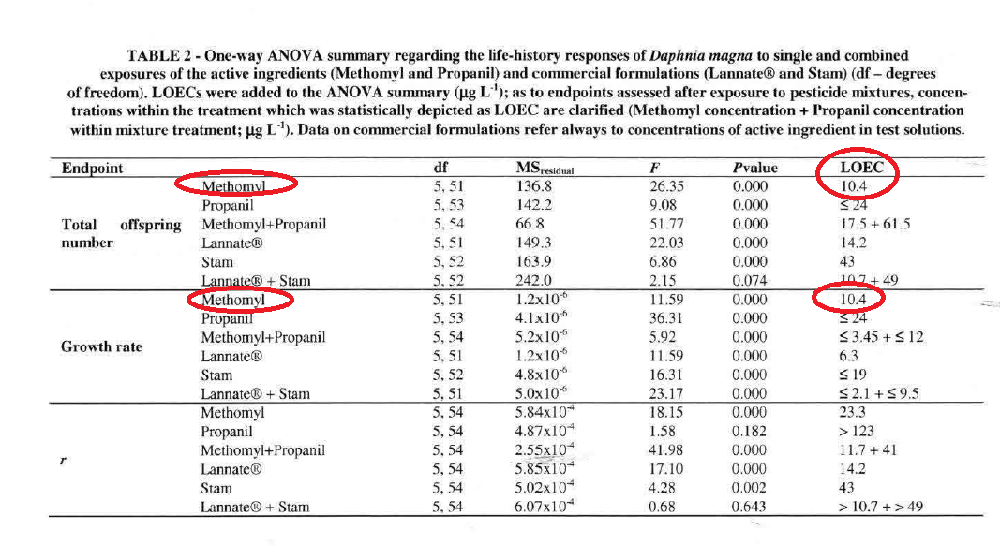 TABLE 2 - One-way ANOVA summary regarding the life-history responses of Daphnia magna to single and combined
exposures of the active ingredients (Methomyl and Propanil) and commercial formulations (Lannate® and Stam) (df – degrees
of freedom). LOECs were added to the ANOVA summary (µg L⁻¹); as to endpoints assessed after exposure to pesticide mixtures, concen-
trations within the treatment which was statistically depicted as LOEC are clarified (Methomyl concentration + Propanil concentration
within mixture treatment; µg L⁻¹). Data on commercial formulations refer always to concentrations of active ingredient in test solutions.
Endpoint df MSresidual F Pvalue LOEC
Methomyl 5, 51 136.8 26.35 0.000 10.4
Propanil 5, 53 142.2 9.08 0.000 ≤ 24
Total offspring Methomyl+Propanil 5, 54 66.8 51.77 0.000 17.5 + 61.5
number Lannate® 5, 51 149.3 22.03 0.000 14.2
Stam 5, 52 163.9 6.86 0.000 43
Lannate® + Stam 5, 52 242.0 2.15 0.074 10.7 + 49
Methomyl 5, 51 1.2x10⁻⁶ 11.59 0.000 10.4
Propanil 5, 53 4.1x10⁻⁶ 36.31 0.000 ≤ 24
Methomyl+Propanil 5, 54 5.2x10⁻⁶ 5.92 0.000 ≤ 3.45 + ≤ 12
Growth rate Lannate® 5, 51 1.2x10⁻⁶ 11.59 0.000 6.3
Stam 5, 52 4.8x10⁻⁶ 16.31 0.000 ≤ 19
Lannate® + Stam 5, 51 5.0x10⁻⁶ 23.17 0.000 ≤ 2.1 + ≤ 9.5
Methomyl 5, 54 5.84x10⁻⁴ 18.15 0.000 23.3
Propanil 5, 54 4.87x10⁻⁴ 1.58 0.182 > 123
Methomyl+Propanil 5, 54 2.55x10⁻⁴ 41.98 0.000 11.7 + 41
r Lannate® 5, 54 5.85x10⁻⁴ 17.10 0.000 14.2
Stam 5, 54 5.02x10⁻⁴ 4.28 0.002 43
Lannate® + Stam 5, 54 6.07x10⁻⁴ 0.68 0.643 > 10.7 + > 49